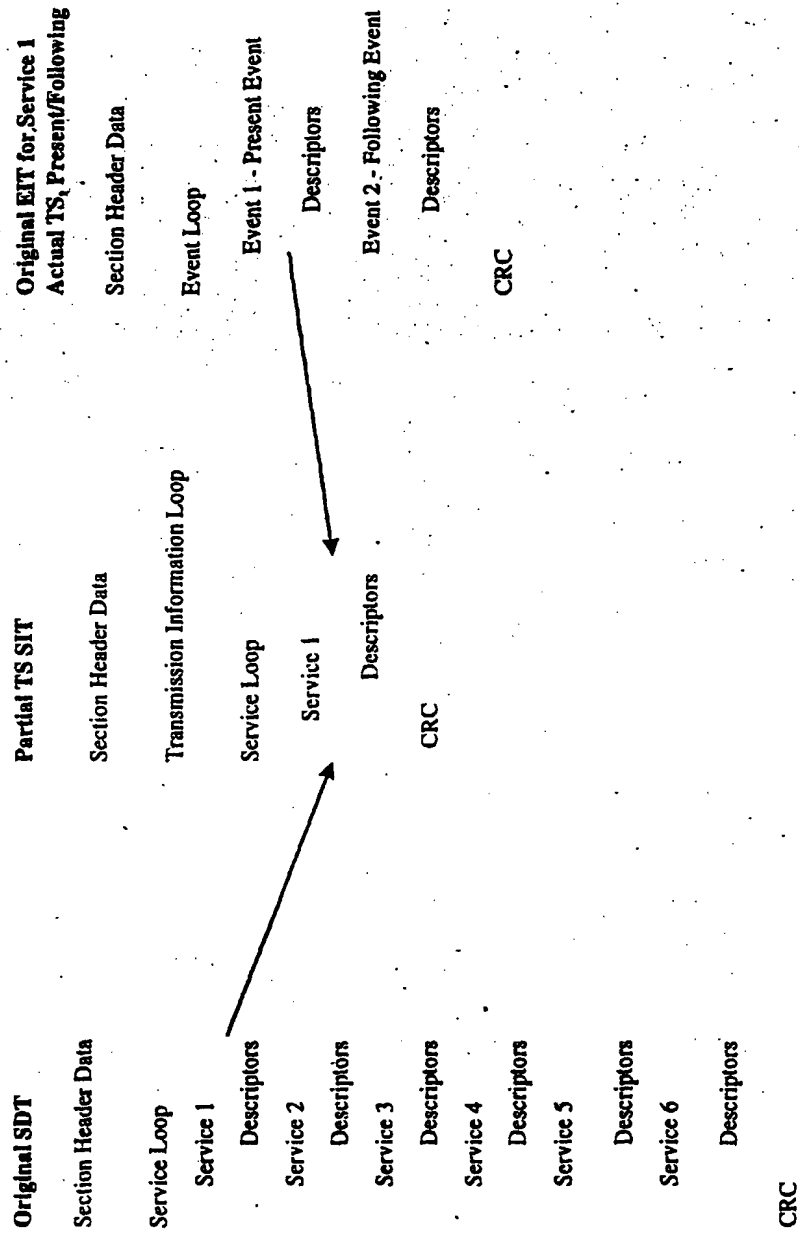 Original SDT
Section Header Data
Service Loop
Service 1
Descriptors
Service 2
Descriptors
Service 3
Descriptors
Service 4
Descriptors
Service 5
Descriptors
Service 6
Descriptors
CRC
Partial TS SIT
Section Header Data
Transmission Information Loop
Service Loop
Service 1
Descriptors
CRC
Original EIT for Service 1
Actual TS, Present/Following
Section Header Data
Event Loop
Event 1 - Present Event
Descriptors
Event 2 - Following Event
Descriptors
CRC